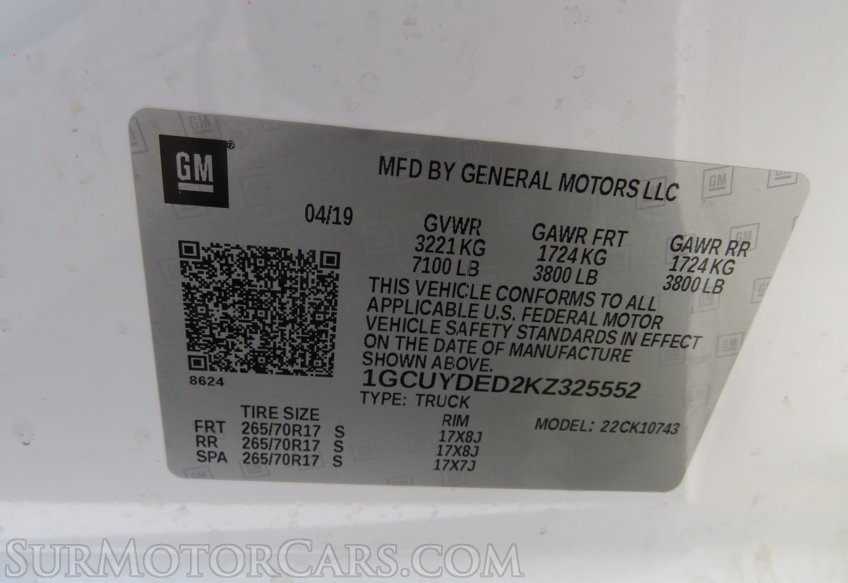 GM®
MFD BY GENERAL MOTORS LLC
04/19
GVWR GAWR FRT GAWR RR
3221 KG 1724 KG 1724 KG
7100 LB 3800 LB 3800 LB
THIS VEHICLE CONFORMS TO ALL
APPLICABLE U.S. FEDERAL MOTOR
VEHICLE SAFETY STANDARDS IN EFFECT
ON THE DATE OF MANUFACTURE
SHOWN ABOVE.
8624
1GCUYDED2KZ325552
TYPE: TRUCK
MODEL: 22CK10743
TIRE SIZE RIM
FRT 265/70R17 S 17X8J
RR 265/70R17 S 17X8J
SPA 265/70R17 S 17X7J
SURMOTORCARS.COM